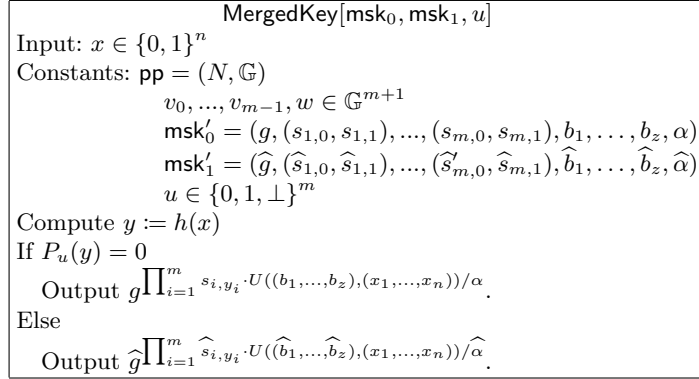 MergedKey[msk₀, msk₁, u]
Input: x ∈ {0, 1}ⁿ
Constants: pp = (N, 𝔾)
v₀, ..., v_{m−1}, w ∈ 𝔾^{m+1}
msk′₀ = (g, (s_{1,0}, s_{1,1}), ..., (s_{m,0}, s_{m,1}), b₁, . . . , b_z, α)
msk′₁ = (ĝ, (ŝ_{1,0}, ŝ_{1,1}), ..., (ŝ′_{m,0}, ŝ_{m,1}), b̂₁, . . . , b̂_z, α̂)
u ∈ {0, 1, ⊥}^m
Compute y ≔ h(x)
If P_u(y) = 0
Output g^{∏_{i=1}^{m} s_{i,y_i}·U((b₁,...,b_z),(x₁,...,x_n))/α}.
Else
Output ĝ^{∏_{i=1}^{m} ŝ_{i,y_i}·U((b̂₁,...,b̂_z),(x₁,...,x_n))/α̂}.